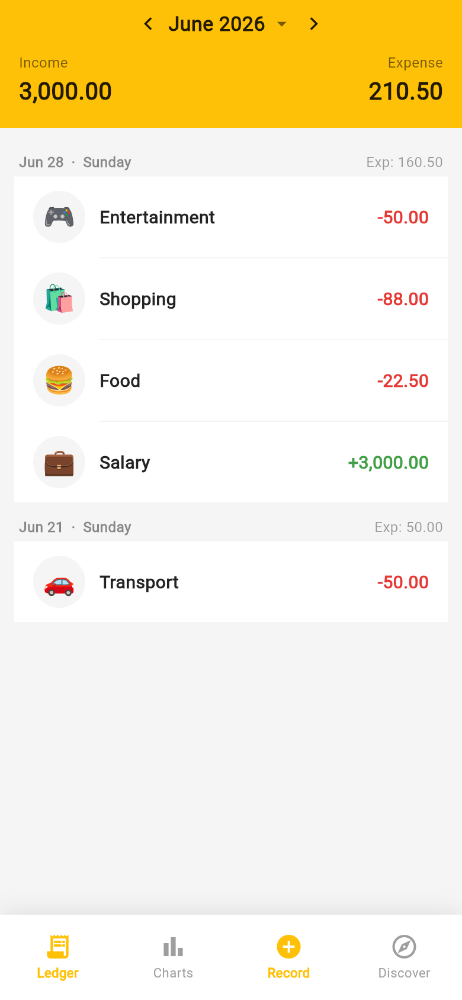 June 2026
Income Expense
3,000.00 210.50
Jun 28 · Sunday Exp: 160.50
Entertainment -50.00
Shopping -88.00
Food -22.50
Salary +3,000.00
Jun 21 · Sunday Exp: 50.00
Transport -50.00
Ledger Charts Record Discover